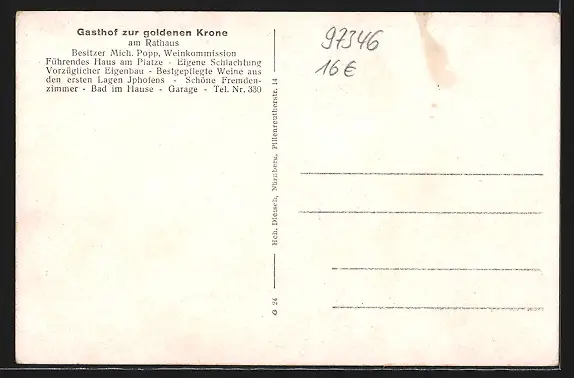 Gasthof zur goldenen Krone
am Rathaus
Besitzer Mich. Popp, Weinkommission
Führendes Haus am Platze - Eigene Schlachtung
Vorzüglicher Eigenbau - Bestgepflegte Weine aus
den ersten Lagen Jphofens - Schöne Fremden-
zimmer - Bad im Hause - Garage - Tel. Nr. 330
97346
16 €
Hch. Dietsch, Nürnberg, Pillenreutherstr. 14
G 24